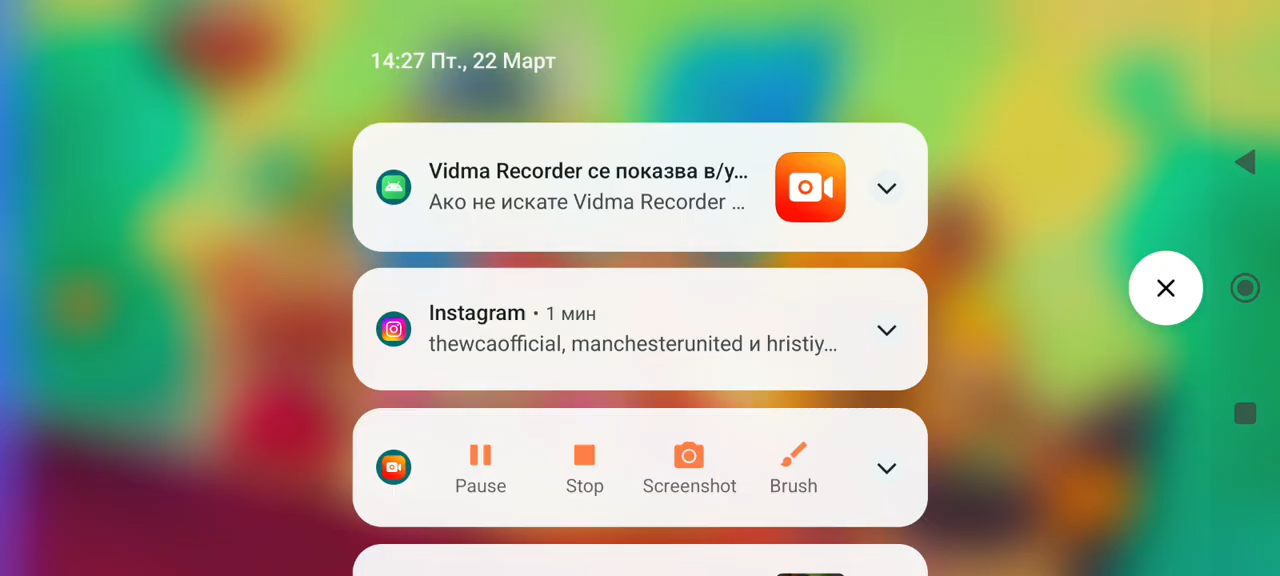 14:27 Пт., 22 Март
Vidma Recorder се показва в/у...
Ако не искате Vidma Recorder ...
Instagram • 1 мин
thewcaofficial, manchesterunited и hristiy...
Pause Stop Screenshot Brush